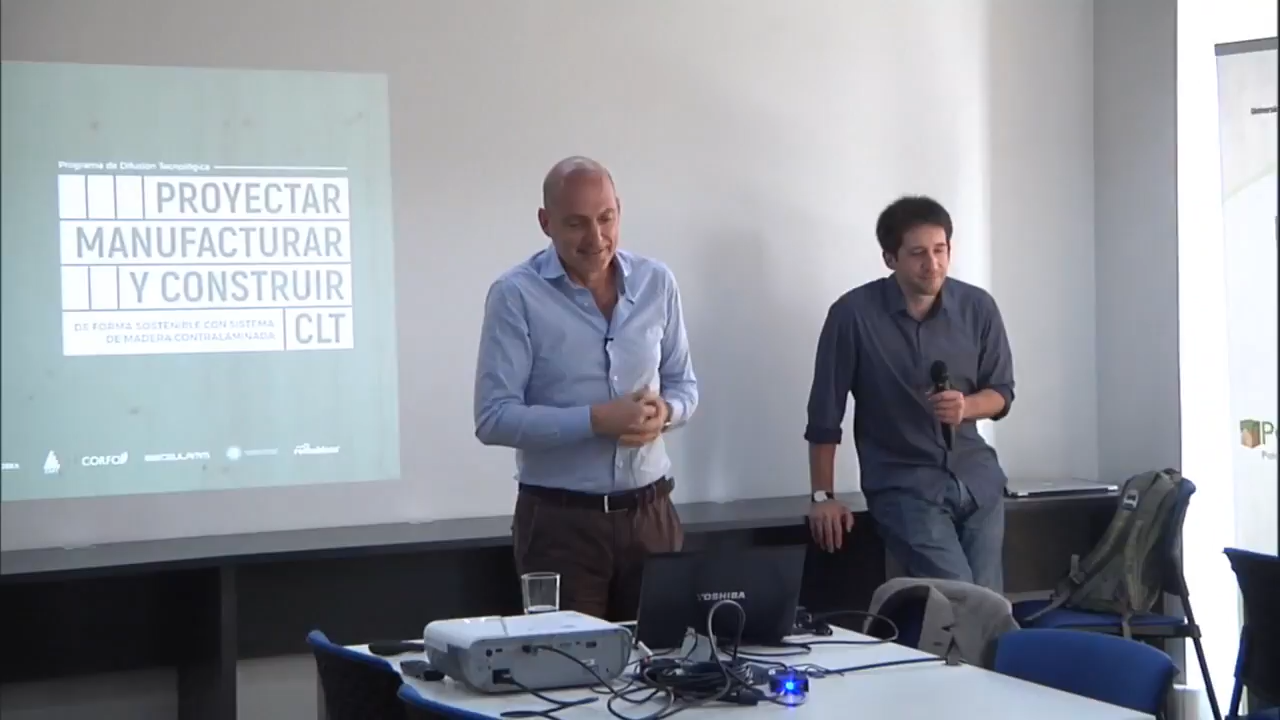 Programa de Difusión Tecnológica
PROYECTAR
MANUFACTURAR
Y CONSTRUIR
DE FORMA SOSTENIBLE CON SISTEMA
DE MADERA CONTRALAMINADA
CLT
CORFO
TOSHIBA